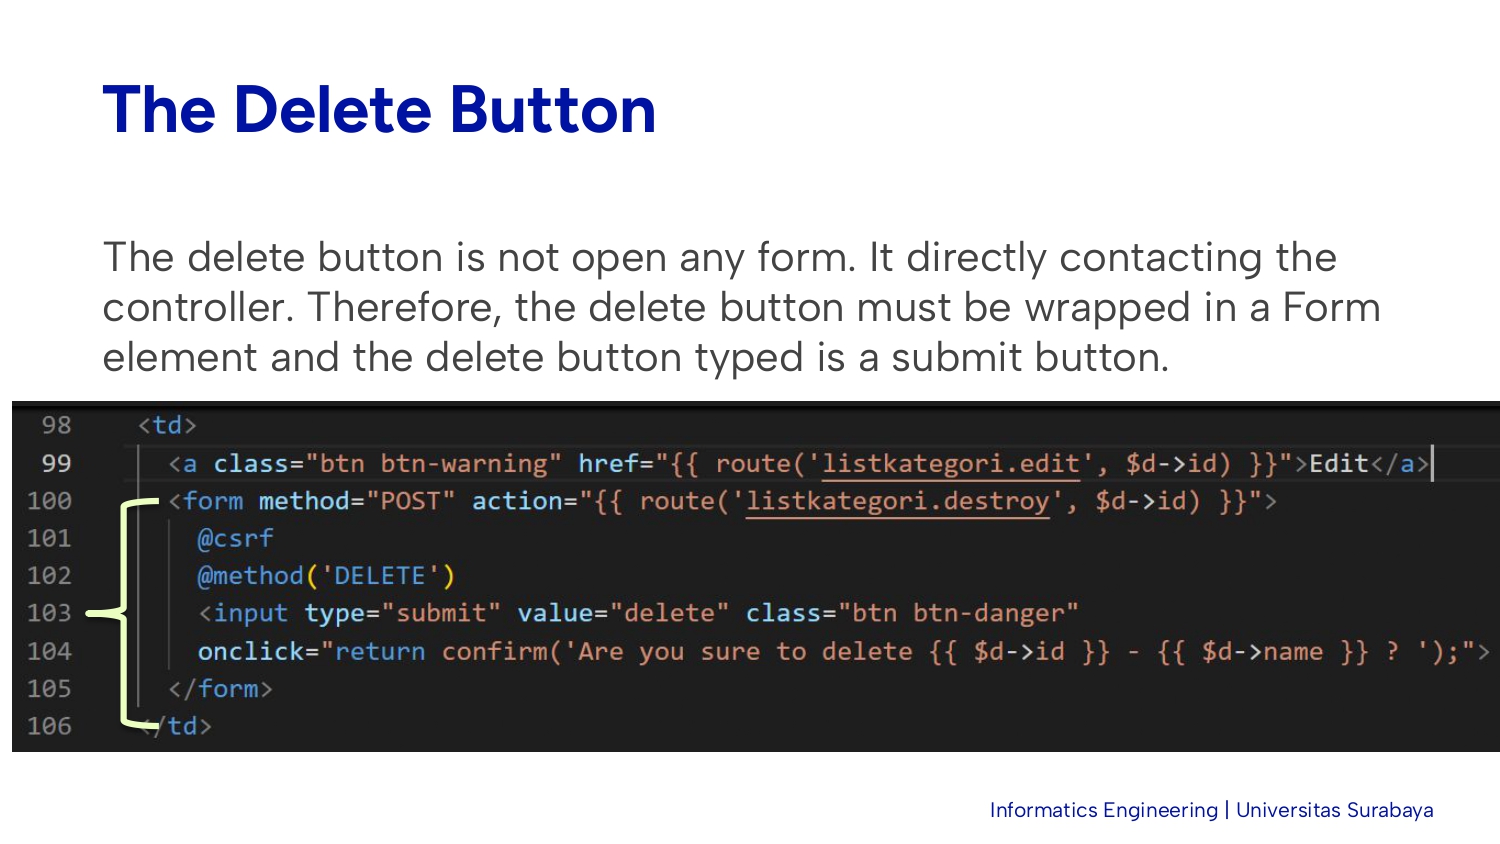 The Delete Button
The delete button is not open any form. It directly contacting the
controller. Therefore, the delete button must be wrapped in a Form
element and the delete button typed is a submit button.
98 <td>
99 <a class="btn btn-warning" href="{{ route('listkategori.edit', $d->id) }}">Edit</a>
100 <form method="POST" action="{{ route('listkategori.destroy', $d->id) }}">
101 @csrf
102 @method('DELETE')
103 <input type="submit" value="delete" class="btn btn-danger"
104 onclick="return confirm('Are you sure to delete {{ $d->id }} - {{ $d->name }} ? ');">
105 </form>
106 </td>
Informatics Engineering | Universitas Surabaya